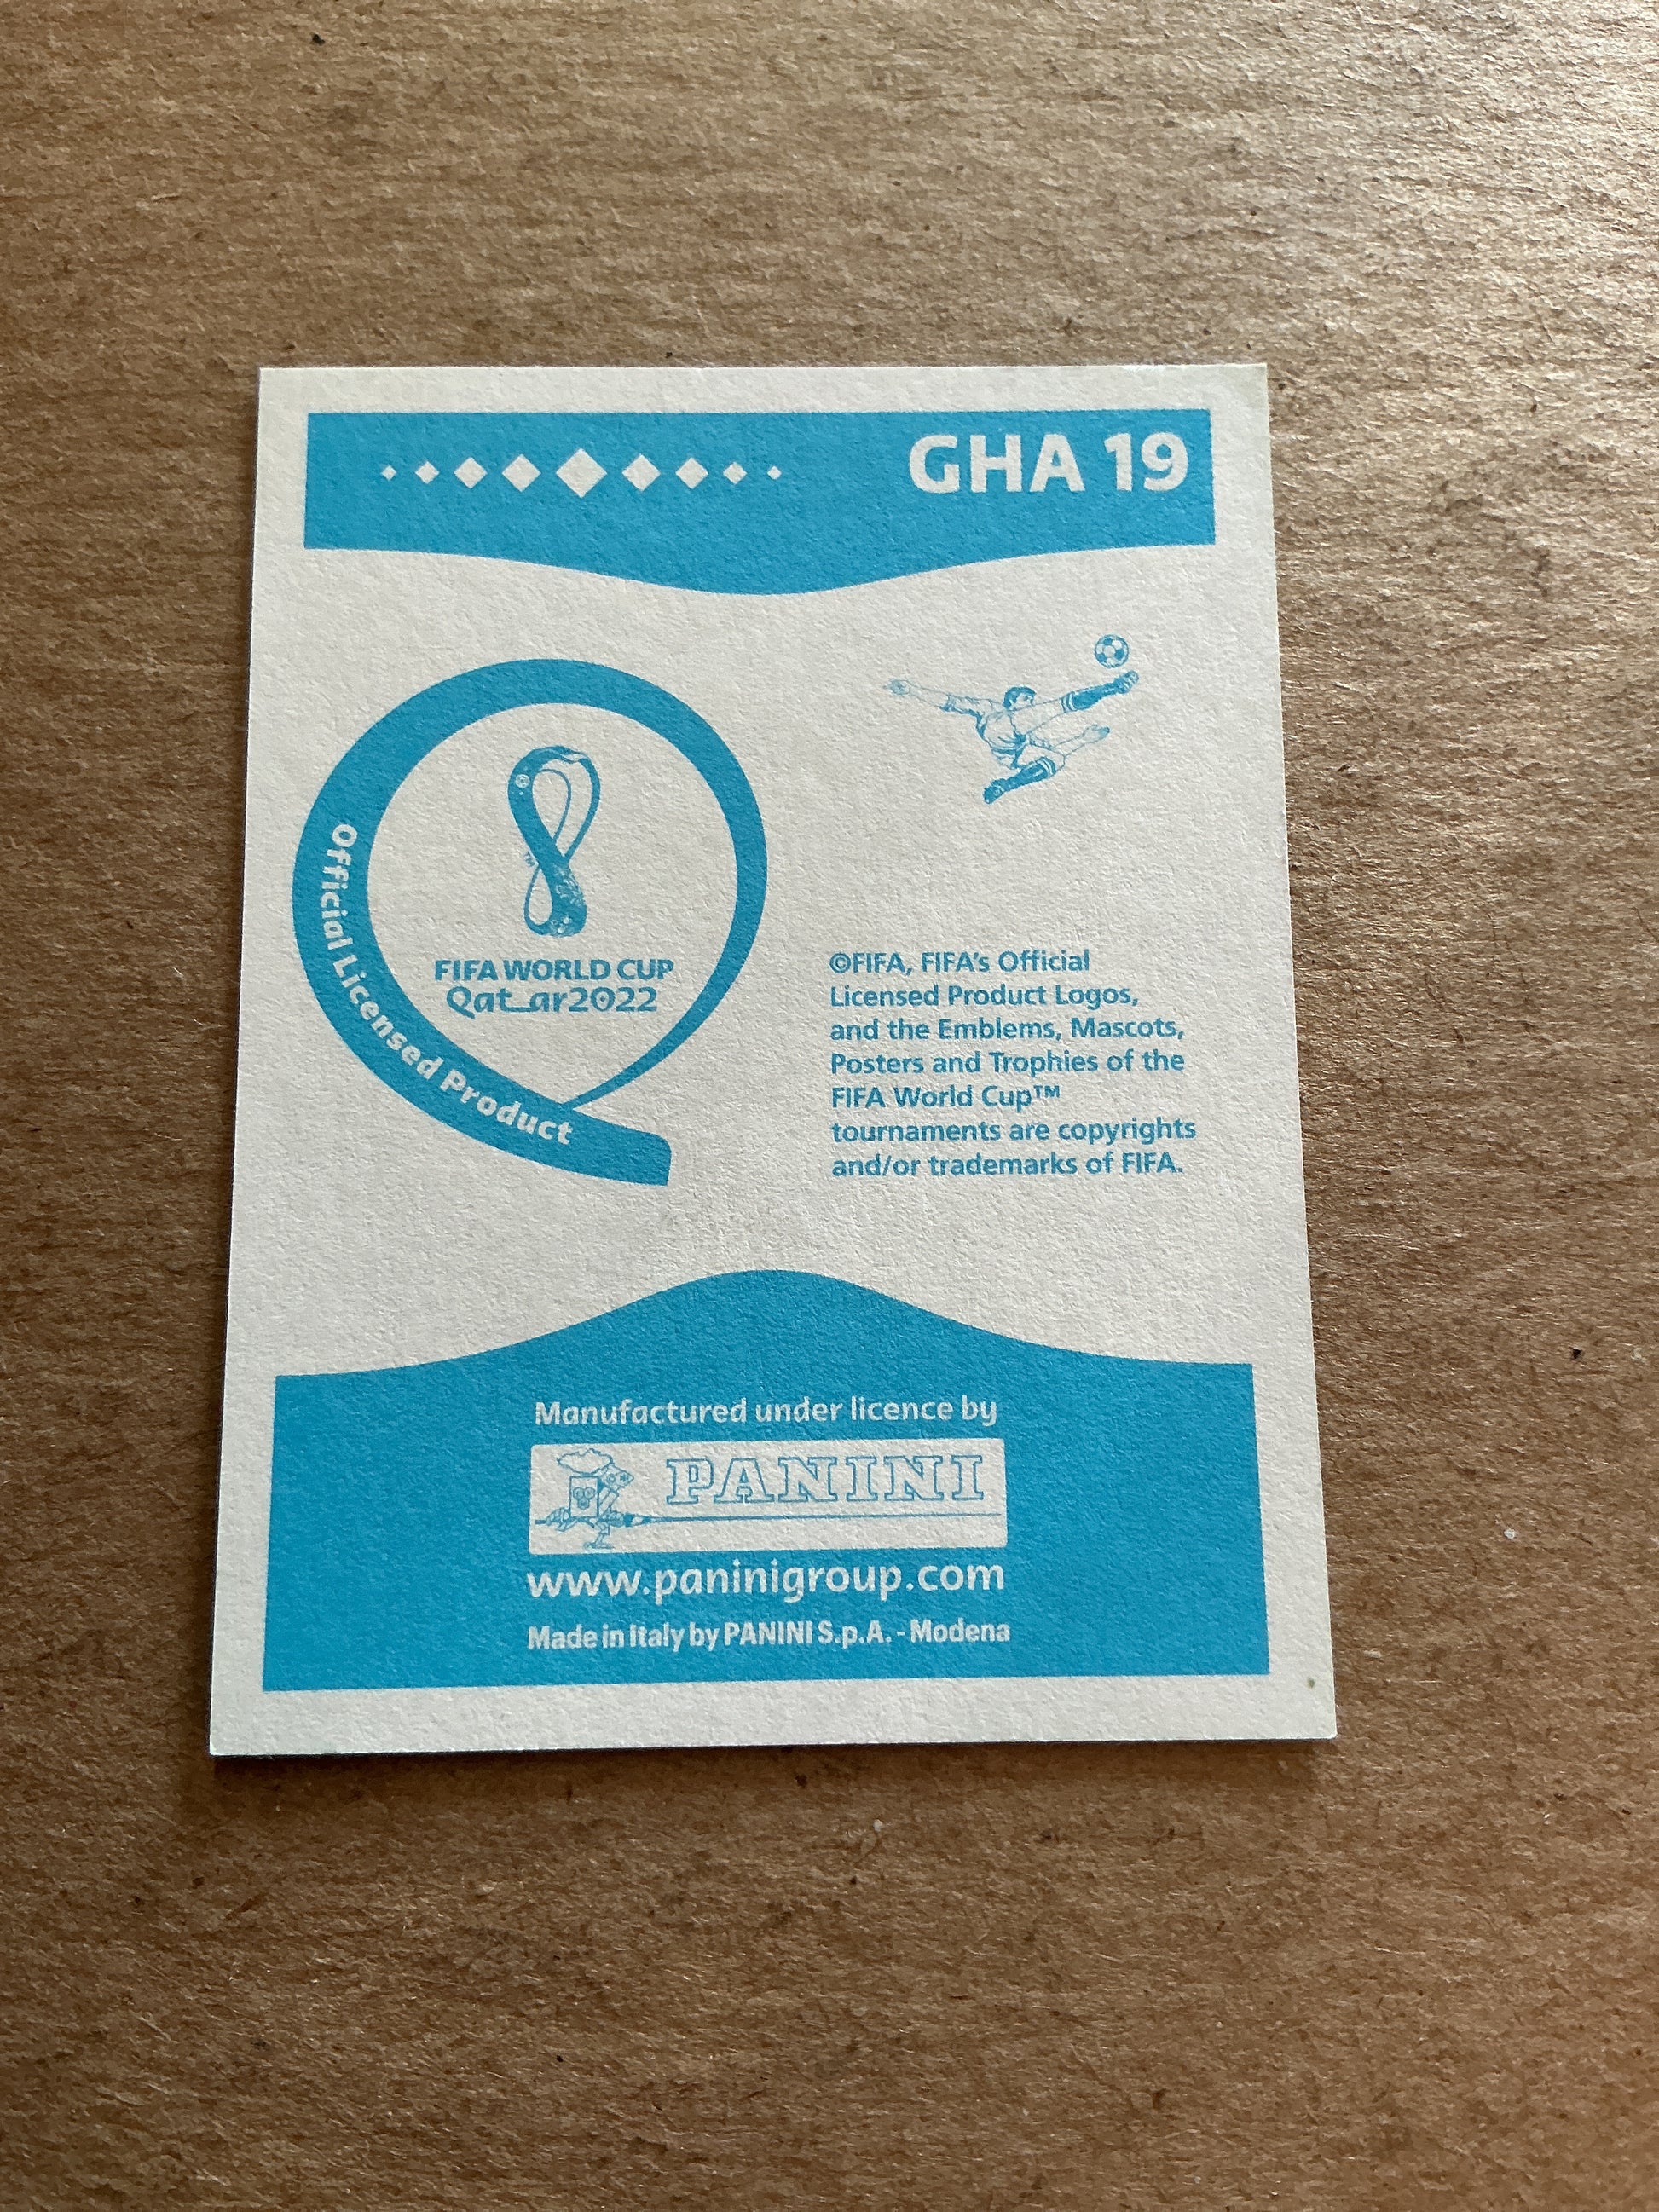 GHA 19
Official Licensed Product
FIFA WORLD CUP
Qatar2022
©FIFA, FIFA's Official
Licensed Product Logos,
and the Emblems, Mascots,
Posters and Trophies of the
FIFA World Cup™
tournaments are copyrights
and/or trademarks of FIFA.
Manufactured under licence by
PANINI
www.paninigroup.com
Made in Italy by PANINI S.p.A. - Modena